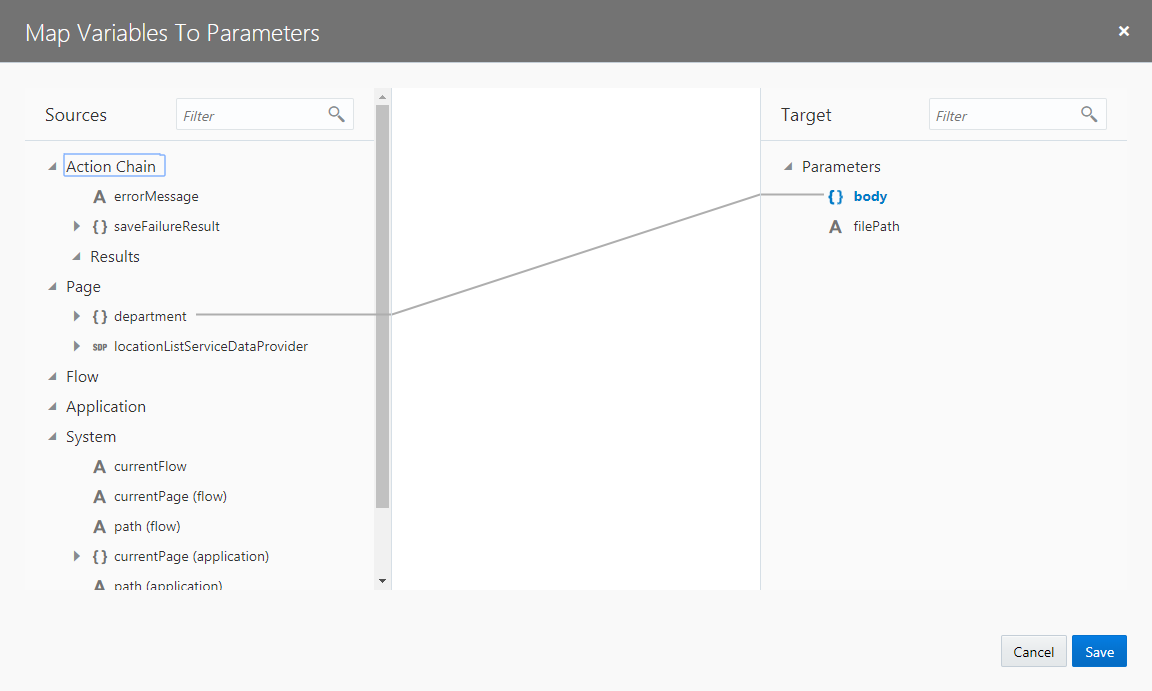 Map Variables To Parameters
×
Sources
Filter
Action Chain
A errorMessage
{ } saveFailureResult
Results
Page
{ } department
SDP locationListServiceDataProvider
Flow
Application
System
A currentFlow
A currentPage (flow)
A path (flow)
{ } currentPage (application)
A path (application)
Target
Filter
Parameters
{ } body
A filePath
Cancel
Save